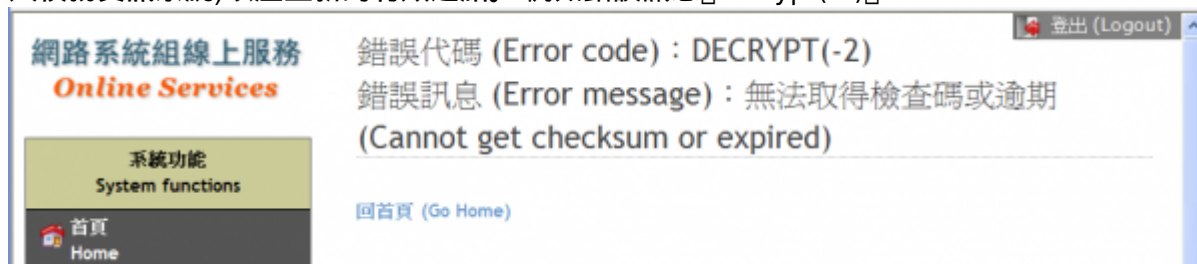 登出 (Logout)
網路系統組線上服務
Online Services
錯誤代碼 (Error code)：DECRYPT(-2)
錯誤訊息 (Error message)：無法取得檢查碼或逾期
(Cannot get checksum or expired)
系統功能
System functions
回首頁 (Go Home)
首頁
Home